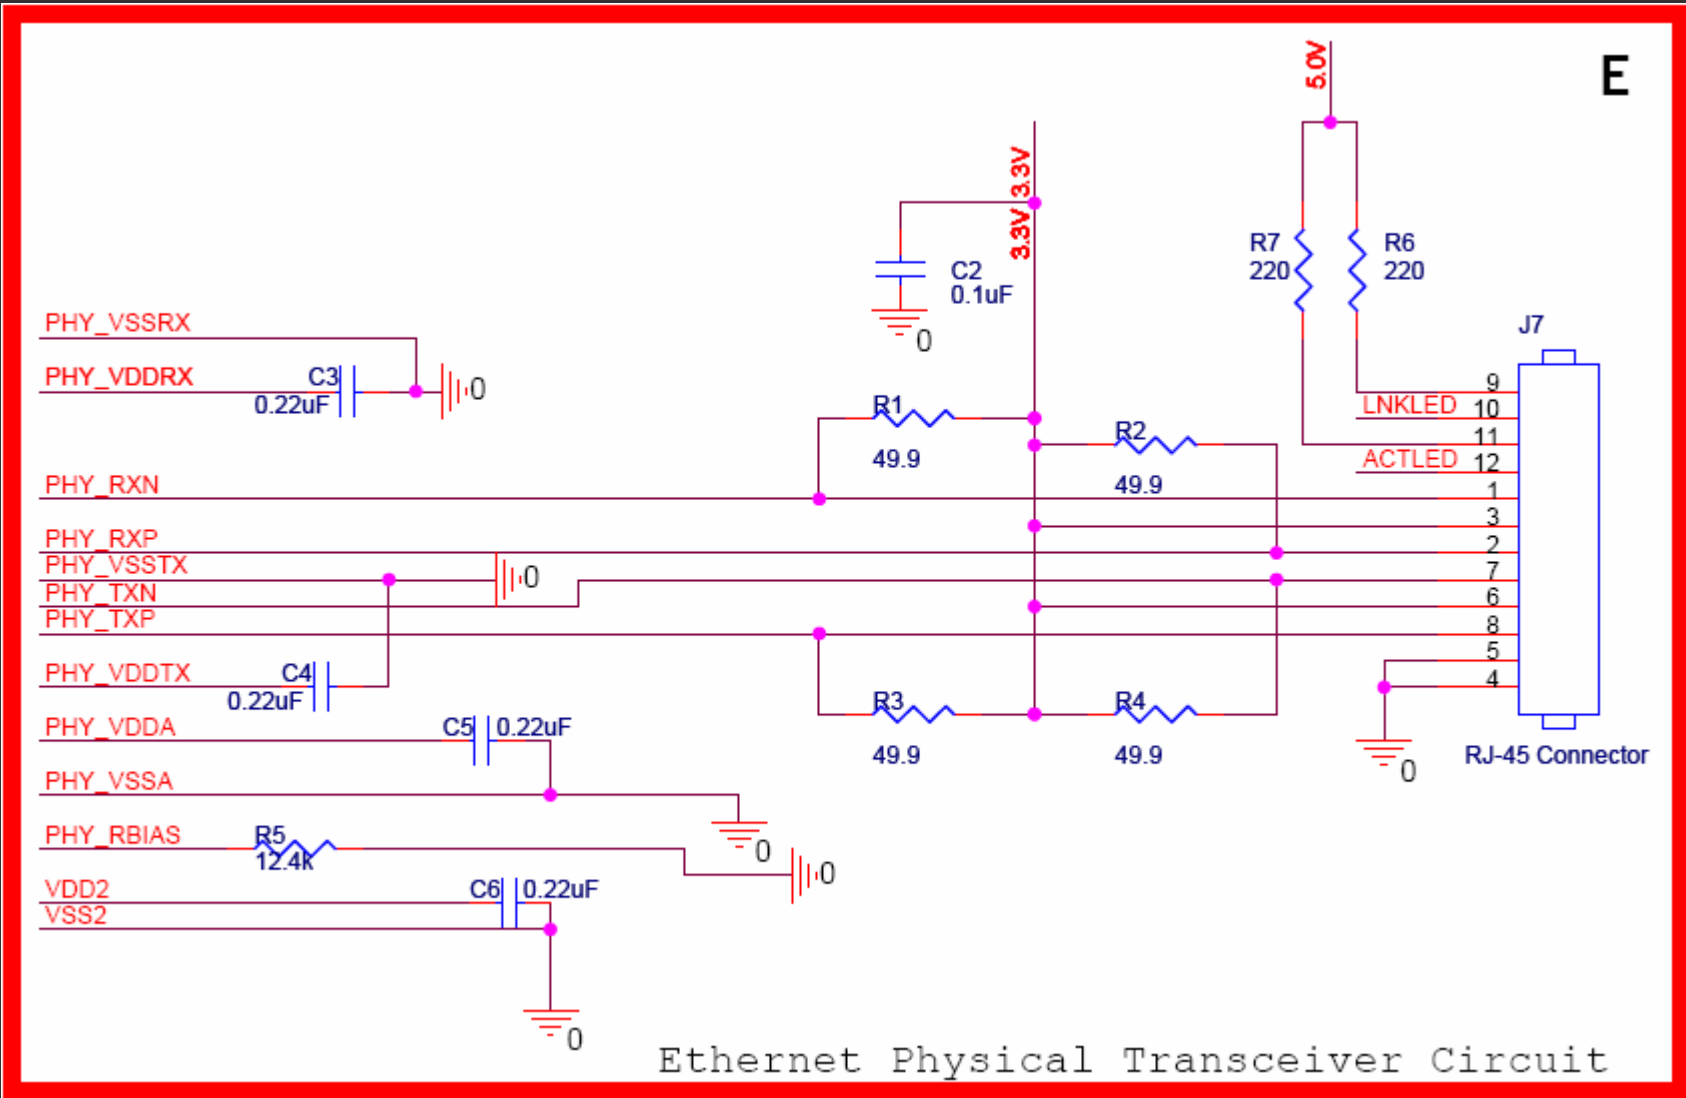 E
5.0V
3.3V
3.3V
R7
220
R6
220
C2
0.1uF
0
J7
PHY_VSSRX
PHY_VDDRX
C3
0.22uF
0
R1
49.9
R2
49.9
9
LNKLED
10
11
ACTLED
12
1
3
2
7
6
8
5
4
PHY_RXN
PHY_RXP
PHY_VSSTX
0
PHY_TXN
PHY_TXP
PHY_VDDTX
C4
0.22uF
R3
49.9
R4
49.9
0
RJ-45 Connector
PHY_VDDA
C5
0.22uF
PHY_VSSA
0
PHY_RBIAS
R5
12.4k
0
VDD2
C6
0.22uF
VSS2
0
Ethernet Physical Transceiver Circuit